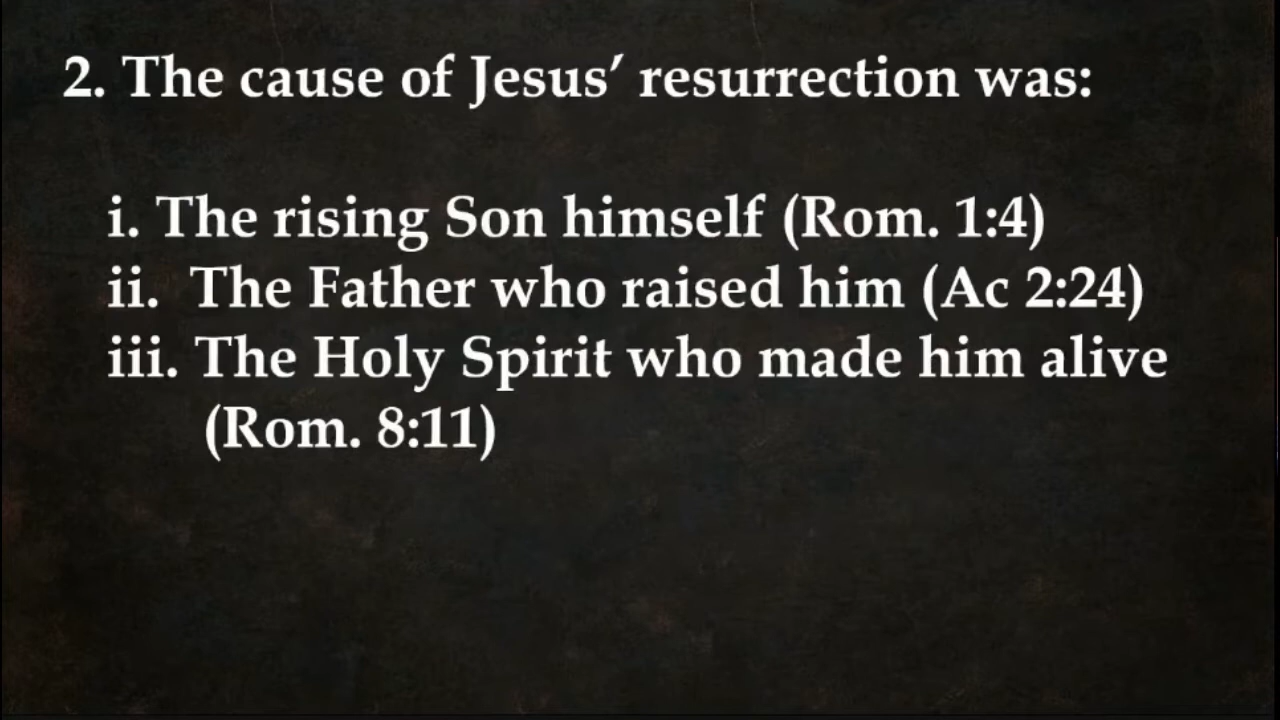 2. The cause of Jesus’ resurrection was:
i. The rising Son himself (Rom. 1:4)
ii. The Father who raised him (Ac 2:24)
iii. The Holy Spirit who made him alive
(Rom. 8:11)